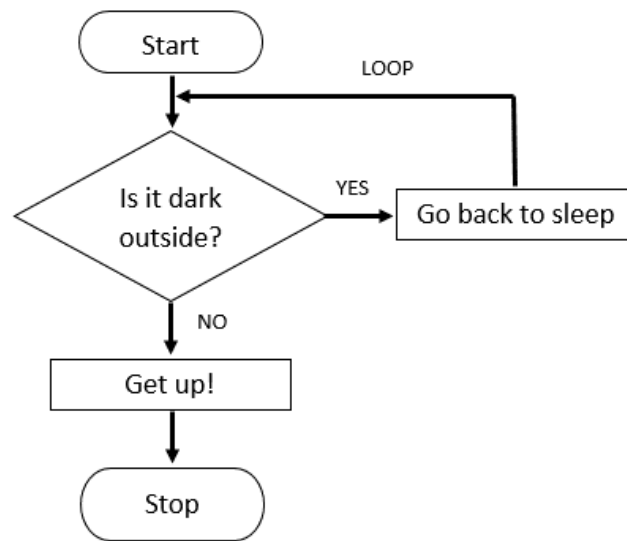 Start
LOOP
Is it dark
outside?
YES
Go back to sleep
NO
Get up!
Stop